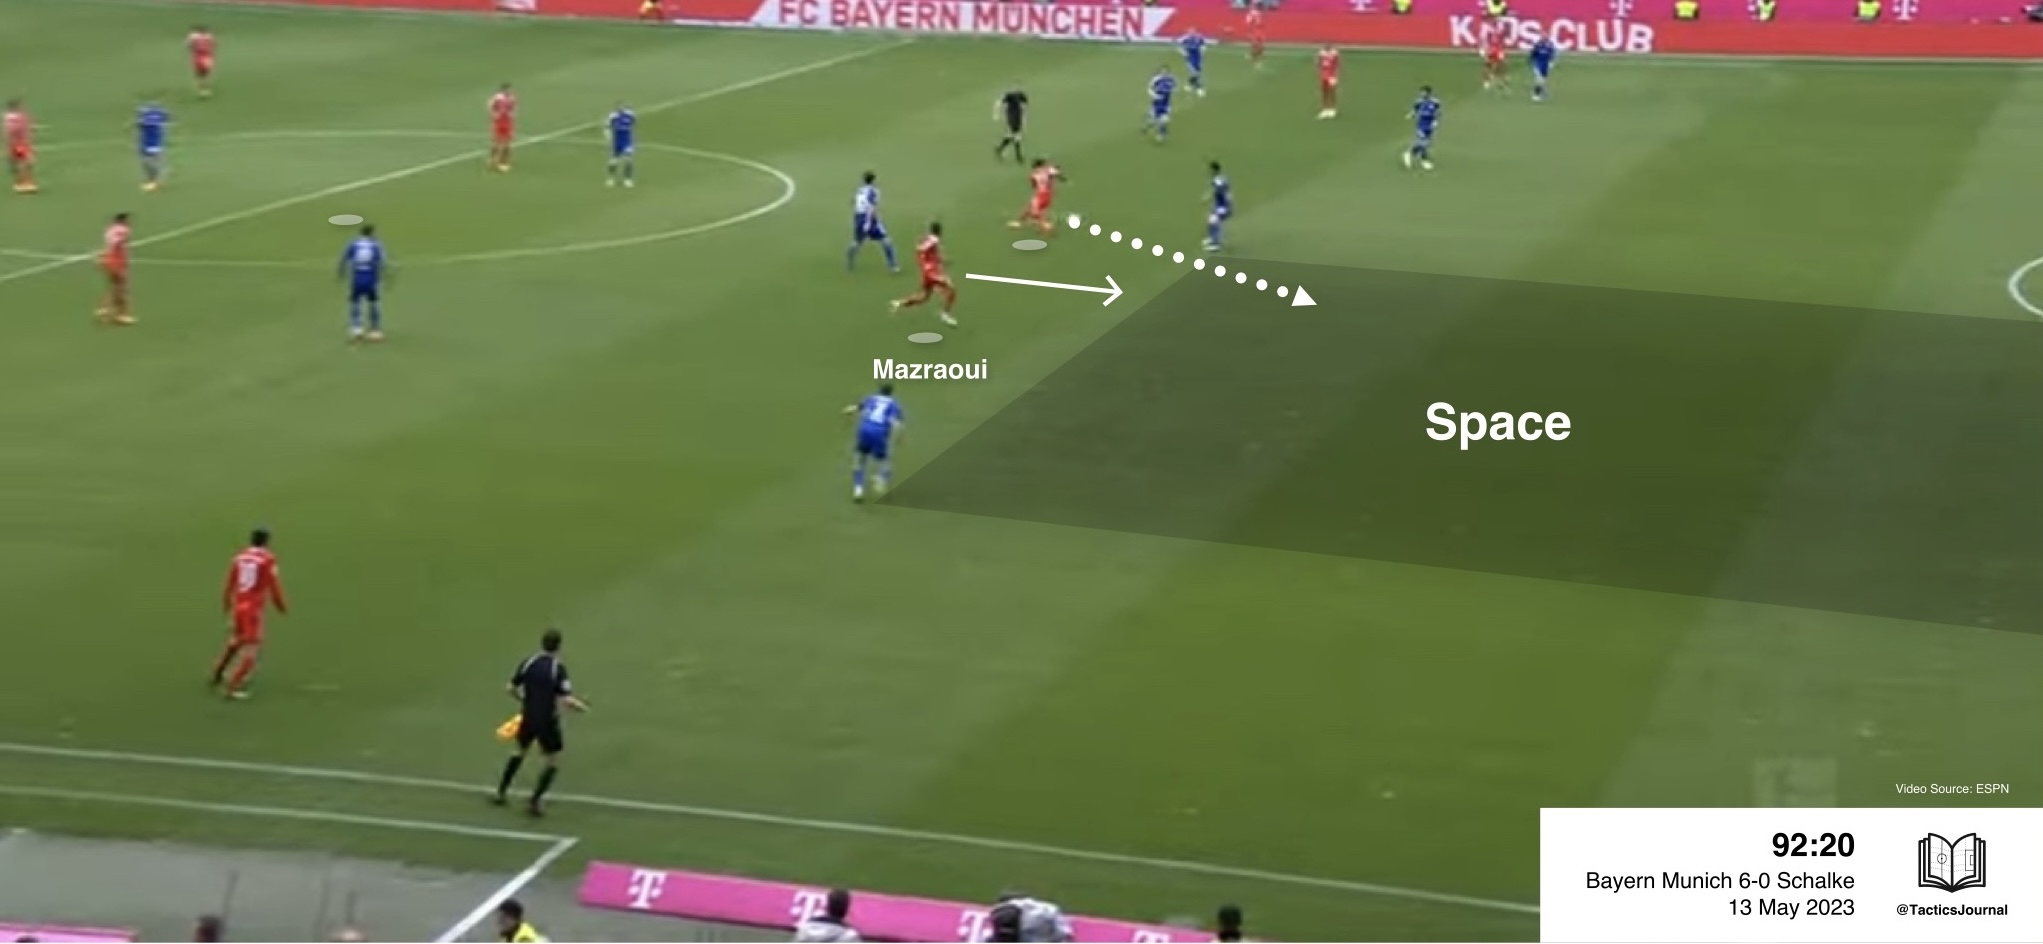 FC BAYERN MÜNCHEN
CLUB
Mazraoui
Space
Video Source: ESPN
92:20
Bayern Munich 6-0 Schalke
13 May 2023
@TacticsJournal
T
T
T
T